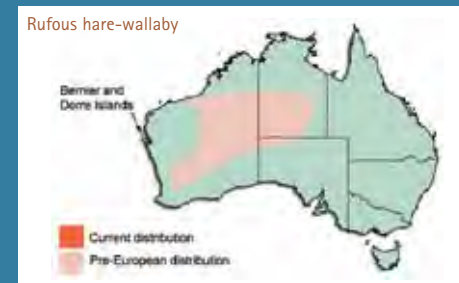 Rufous hare-wallaby
Bernier and
Dorre Islands
Current distribution
Pre-European distribution